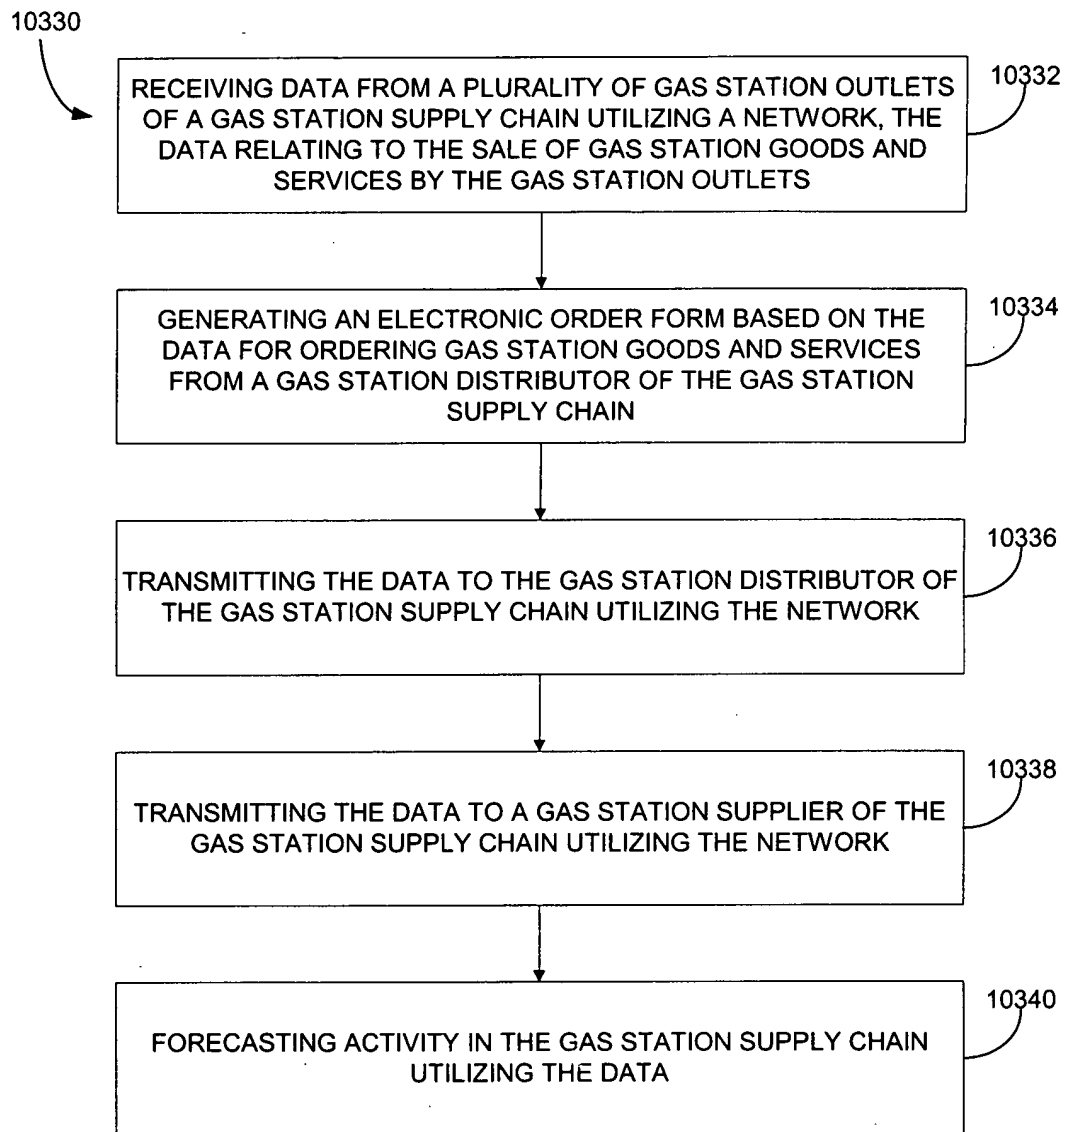 10330
10332
RECEIVING DATA FROM A PLURALITY OF GAS STATION OUTLETS
OF A GAS STATION SUPPLY CHAIN UTILIZING A NETWORK, THE
DATA RELATING TO THE SALE OF GAS STATION GOODS AND
SERVICES BY THE GAS STATION OUTLETS
10334
GENERATING AN ELECTRONIC ORDER FORM BASED ON THE
DATA FOR ORDERING GAS STATION GOODS AND SERVICES
FROM A GAS STATION DISTRIBUTOR OF THE GAS STATION
SUPPLY CHAIN
10336
TRANSMITTING THE DATA TO THE GAS STATION DISTRIBUTOR OF
THE GAS STATION SUPPLY CHAIN UTILIZING THE NETWORK
10338
TRANSMITTING THE DATA TO A GAS STATION SUPPLIER OF THE
GAS STATION SUPPLY CHAIN UTILIZING THE NETWORK
10340
FORECASTING ACTIVITY IN THE GAS STATION SUPPLY CHAIN
UTILIZING THE DATA